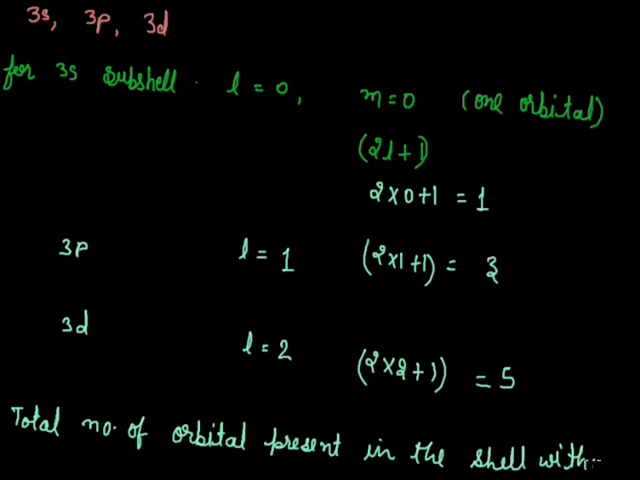 3s, 3p, 3d
for 3s subshell. l = 0, m = 0 (one orbital)
(2l+1)
2×0+1 = 1
3p l = 1 (2×1+1) = 3
3d l = 2 (2×2+1) = 5
Total no. of orbital present in the shell with